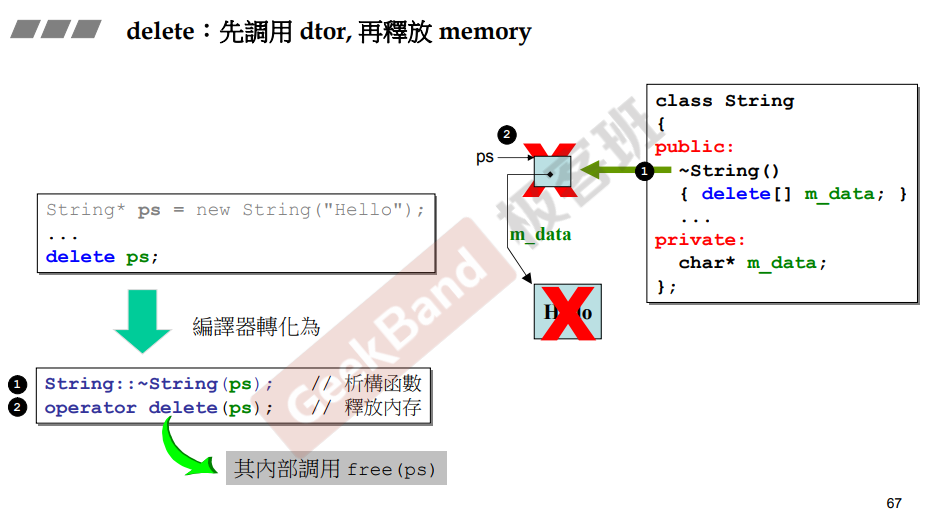 delete：先調用 dtor, 再釋放 memory
String* ps = new String("Hello");
...
delete ps;
編譯器轉化為
1 String::~String(ps); // 析構函數
2 operator delete(ps); // 釋放內存
其內部調用 free(ps)
2
ps
m_data
1
class String
{
public:
~String()
{ delete[] m_data; }
...
private:
char* m_data;
};
GeekBand 极客班
67